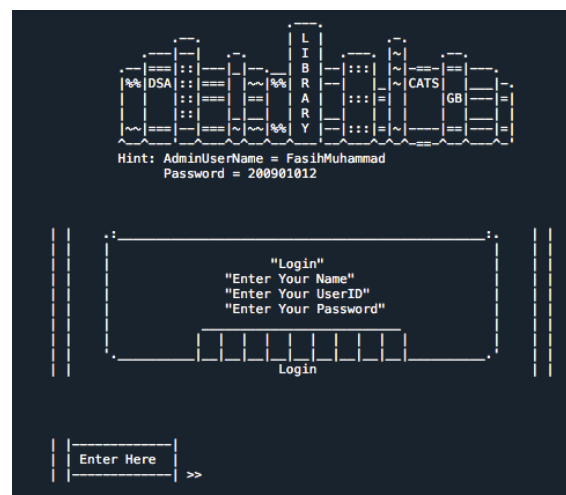 LIBRARY
DSA
CATS
GB
Hint: AdminUserName = FasihMuhammad
Password = 200901012
"Login"
"Enter Your Name"
"Enter Your UserID"
"Enter Your Password"
Login
Enter Here
>>